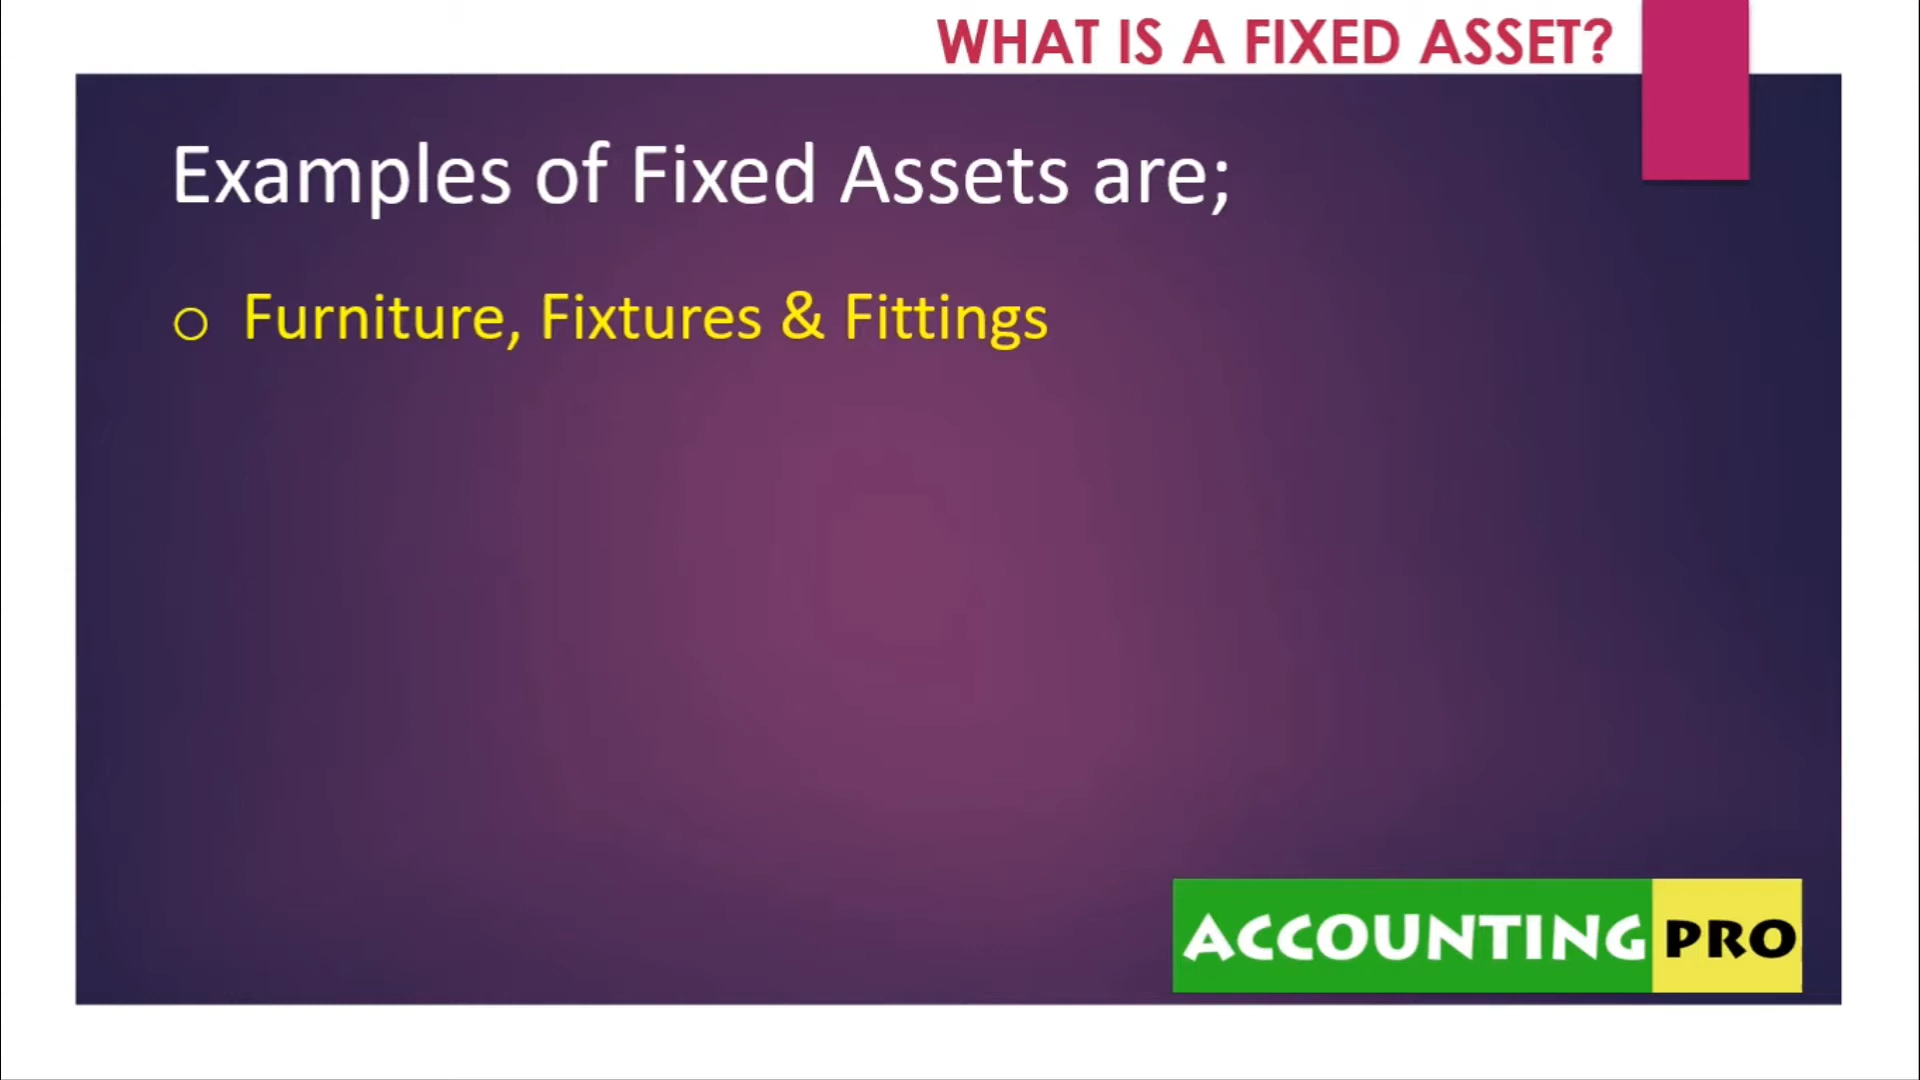 WHAT IS A FIXED ASSET?
Examples of Fixed Assets are;
o Furniture, Fixtures & Fittings
ACCOUNTING PRO